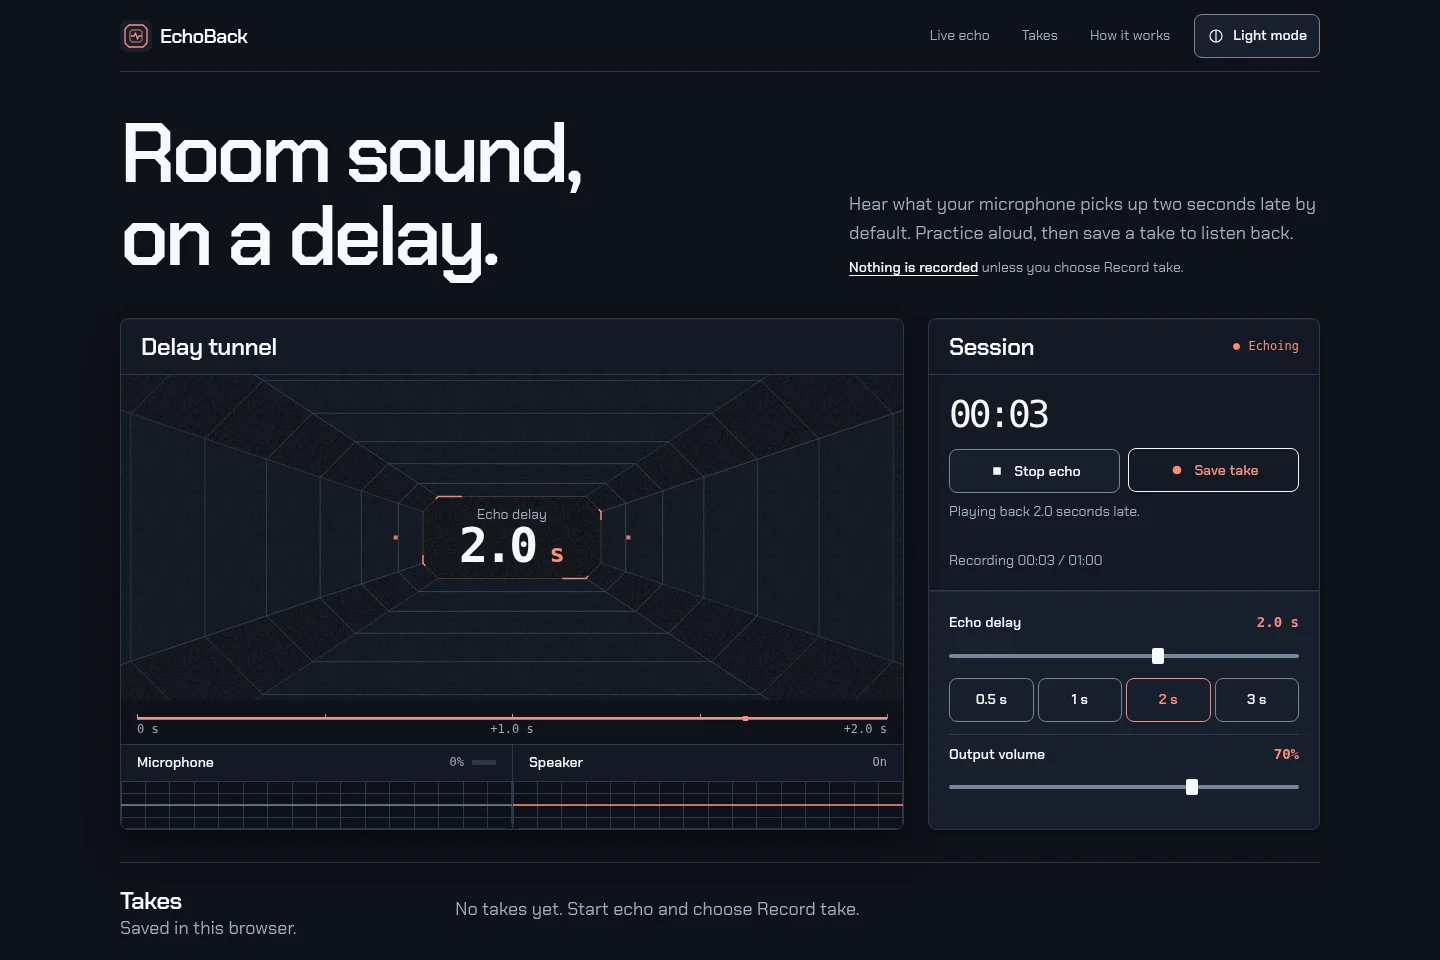 EchoBack
Live echo
Takes
How it works
Light mode
Room sound,
on a delay.
Hear what your microphone picks up two seconds late by
default. Practice aloud, then save a take to listen back.
Nothing is recorded unless you choose Record take.
Delay tunnel
Echo delay
2.0 s
0 s
+1.0 s
+2.0 s
Microphone
0%
Speaker
On
Session
Echoing
00:03
Stop echo
Save take
Playing back 2.0 seconds late.
Recording 00:03 / 01:00
Echo delay
2.0 s
0.5 s
1 s
2 s
3 s
Output volume
70%
Takes
Saved in this browser.
No takes yet. Start echo and choose Record take.